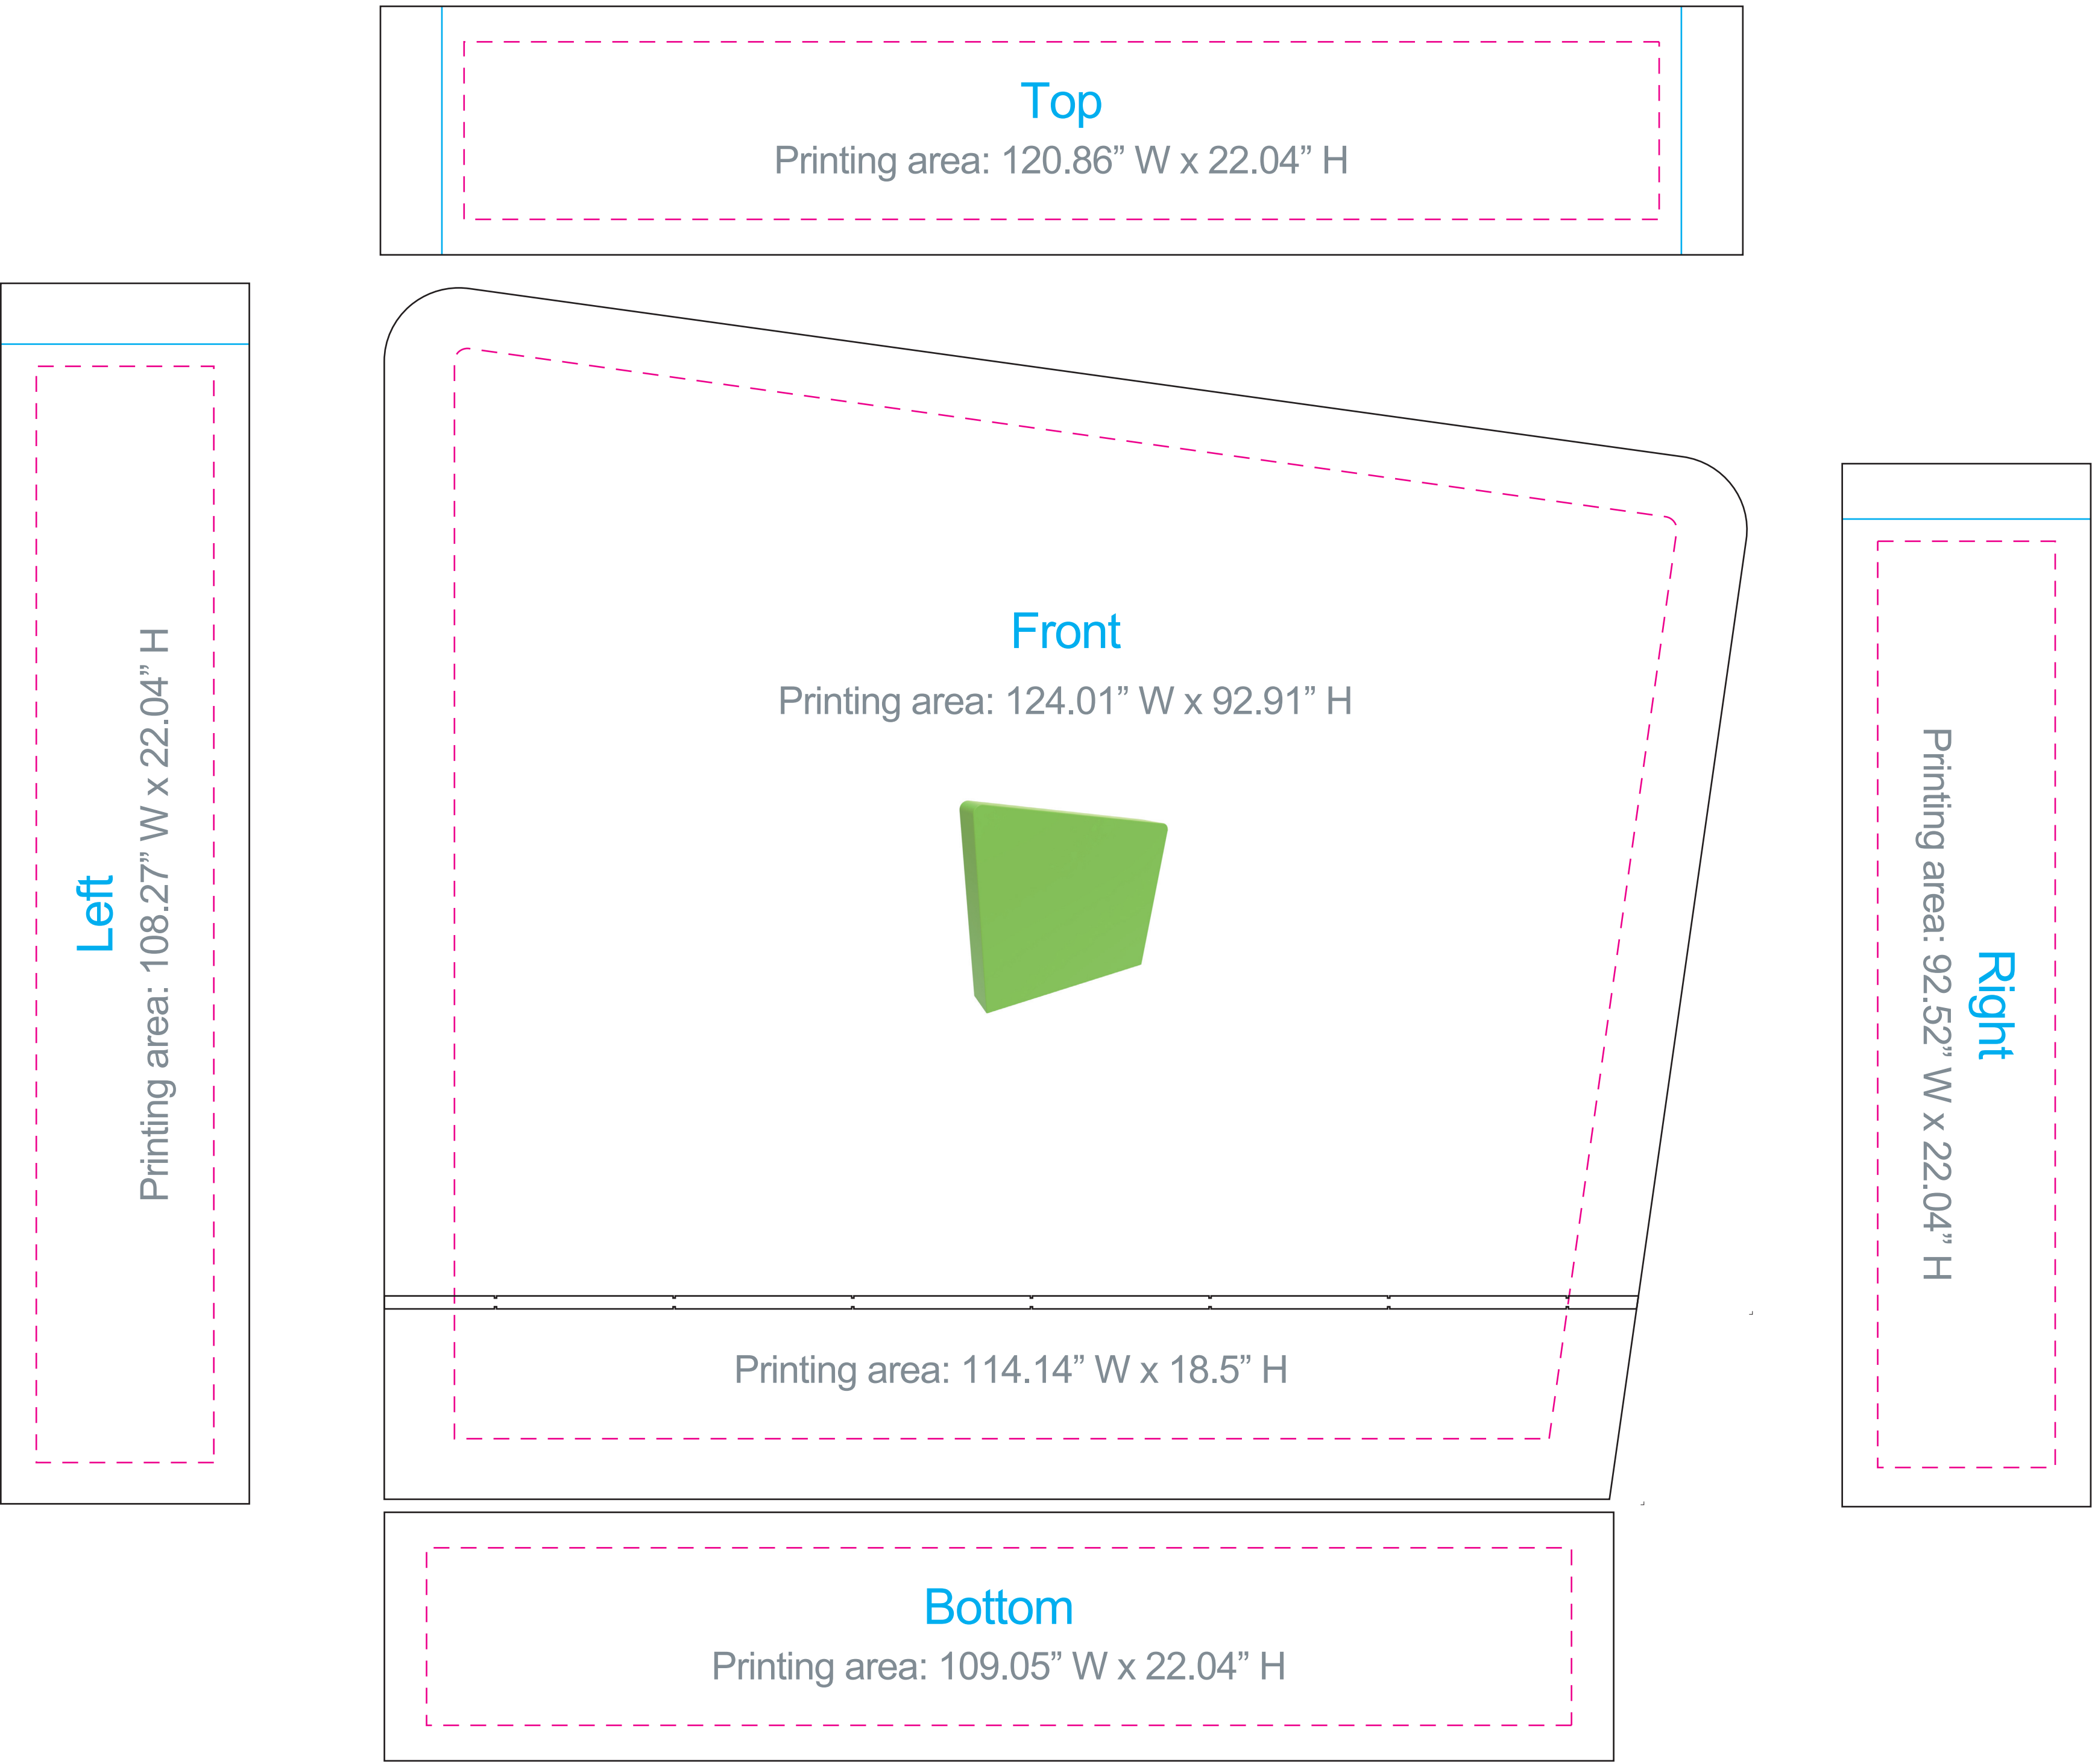 Top
Printing area: 120.86” W x 22.04” H
Left
Printing area: 108.27” W x 22.04” H
Front
Printing area: 124.01” W x 92.91” H
Right
Printing area: 92.52” W x 22.04” H
Printing area: 114.14” W x 18.5” H
Bottom
Printing area: 109.05” W x 22.04” H